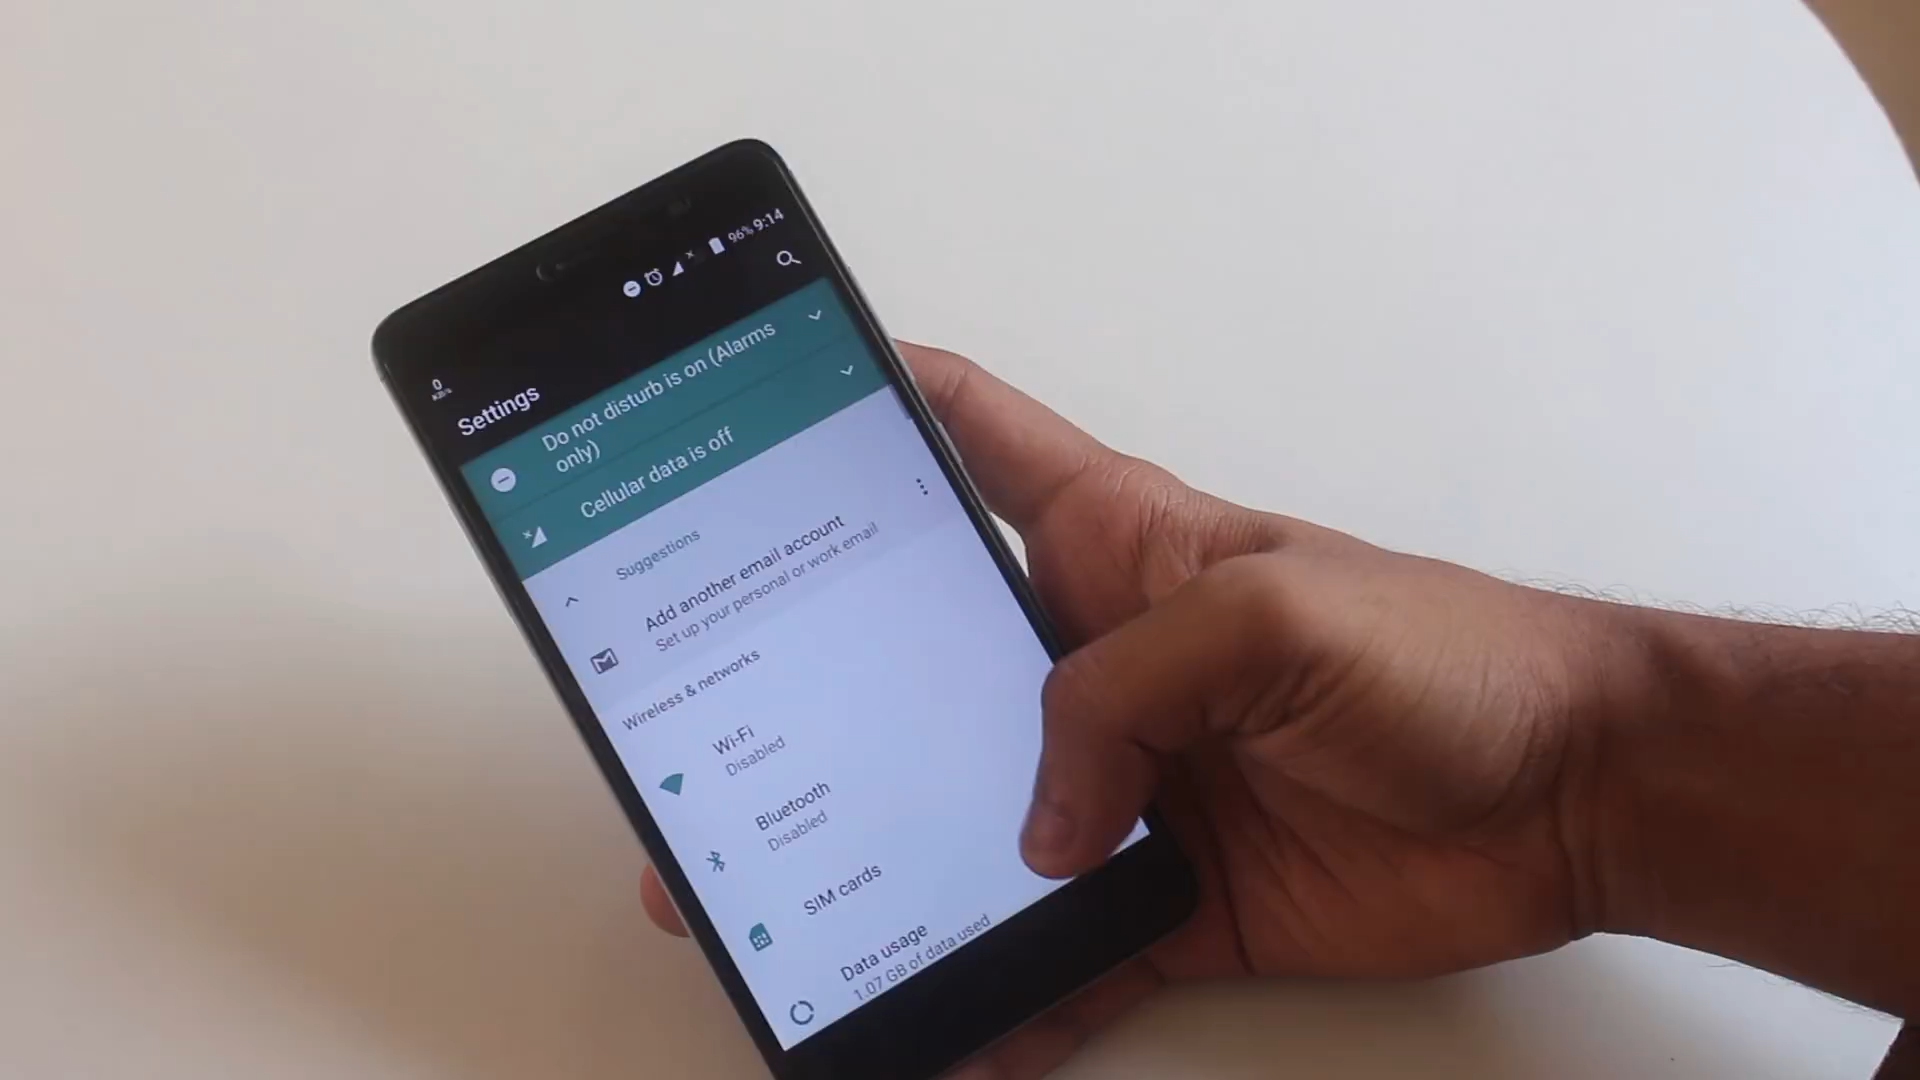 96% 9:14
0
KB/s
Settings
Do not disturb is on (Alarms
only)
Cellular data is off
Suggestions
Add another email account
Set up your personal or work email
Wireless & networks
Wi-Fi
Disabled
Bluetooth
Disabled
SIM cards
Data usage
1.07 GB of data used